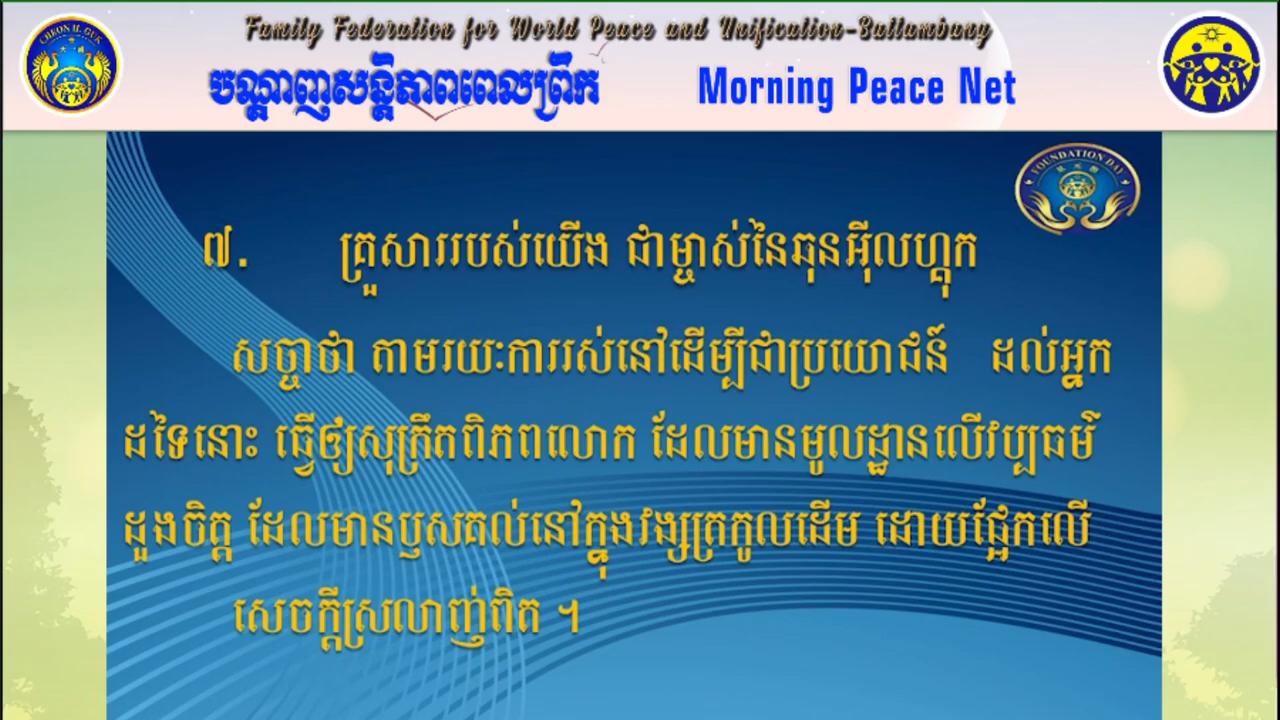 Family Federation for World Peace and Unification-Battambang
CHEON IL GUK
បណ្តាញសន្តិភាពពេលព្រឹក Morning Peace Net
FOUNDATION DAY
៧. គ្រួសាររបស់យើង ជាម្ចាស់នៃឆុនអ៊ីលហ្គុក
សច្ចាថា តាមរយ:ការរស់នៅដើម្បីជាប្រយោជន៍ ដល់អ្នក
ដទៃនោះ ធ្វើឲ្យសុក្រឹតពិភពលោក ដែលមានមូលដ្ឋានលើវប្បធម៌
ដួងចិត្ត ដែលមានឫសគល់នៅក្នុងវង្សត្រកូលដើម ដោយផ្អែកលើ
សេចក្តីស្រលាញ់ពិត ។